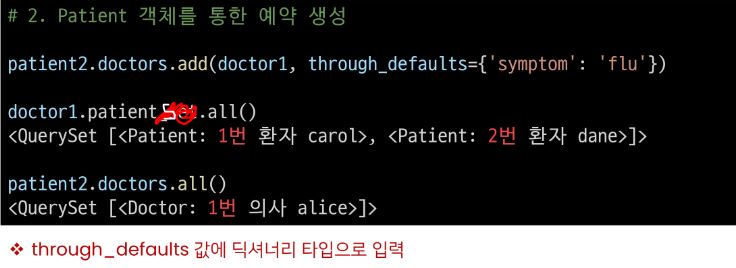 # 2. Patient 객체를 통한 예약 생성
patient2.doctors.add(doctor1, through_defaults={'symptom': 'flu'})
doctor1.patient .all()
<QuerySet [<Patient: 1번 환자 carol>, <Patient: 2번 환자 dane>]>
patient2.doctors.all()
<QuerySet [<Doctor: 1번 의사 alice>]>
❖ through_defaults 값에 딕셔너리 타입으로 입력